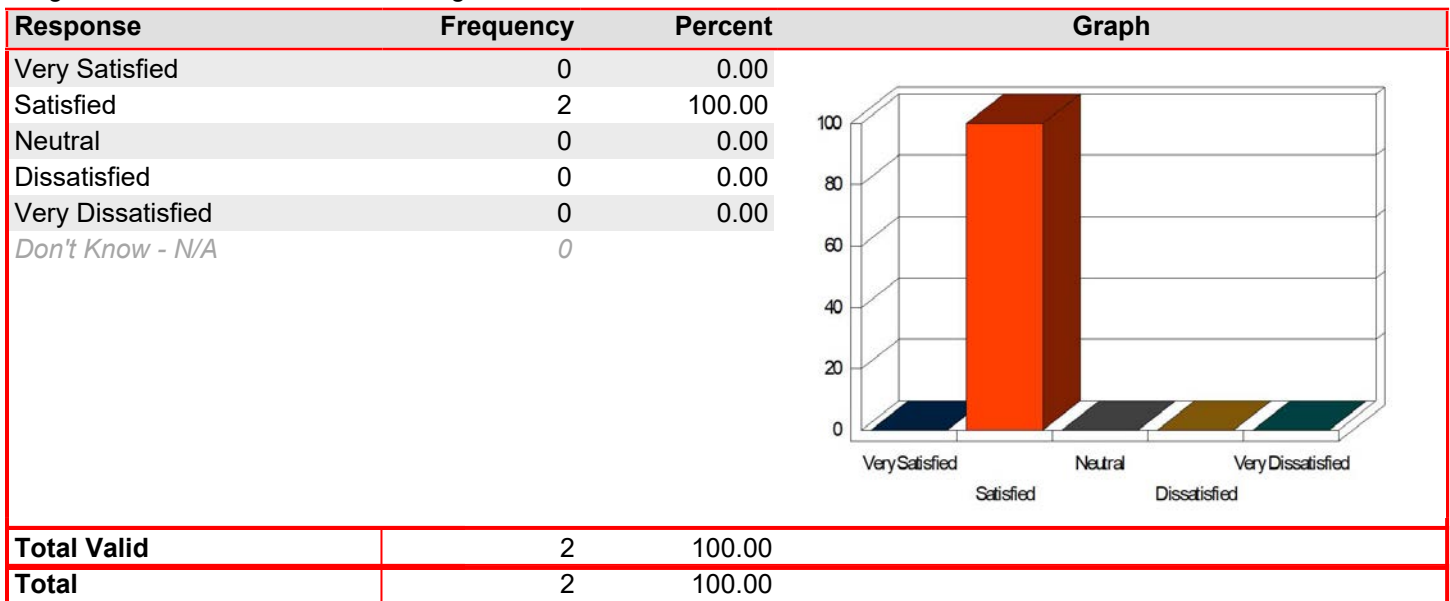 Response Frequency Percent Graph
Very Satisfied 0 0.00
Satisfied 2 100.00
Neutral 0 0.00
Dissatisfied 0 0.00
Very Dissatisfied 0 0.00
Don't Know - N/A 0
100
80
60
40
20
0
Very Satisfied Neutral Very Dissatisfied
Satisfied Dissatisfied
Total Valid 2 100.00
Total 2 100.00